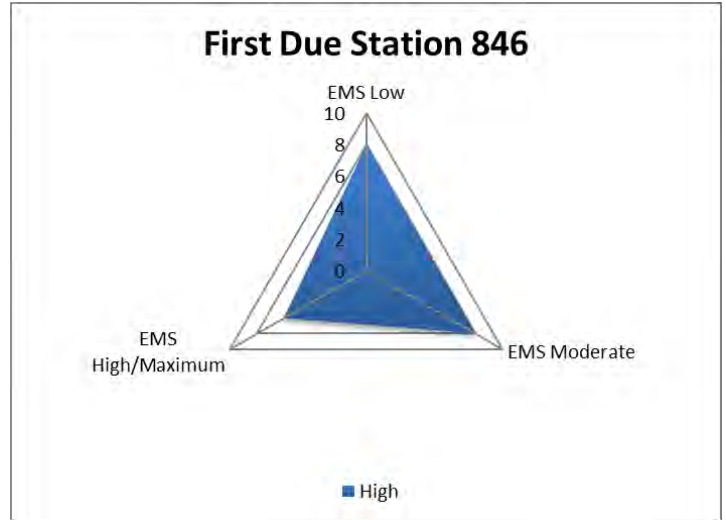 First Due Station 846
EMS Low
10
8
6
4
2
0
EMS
High/Maximum
EMS Moderate
High